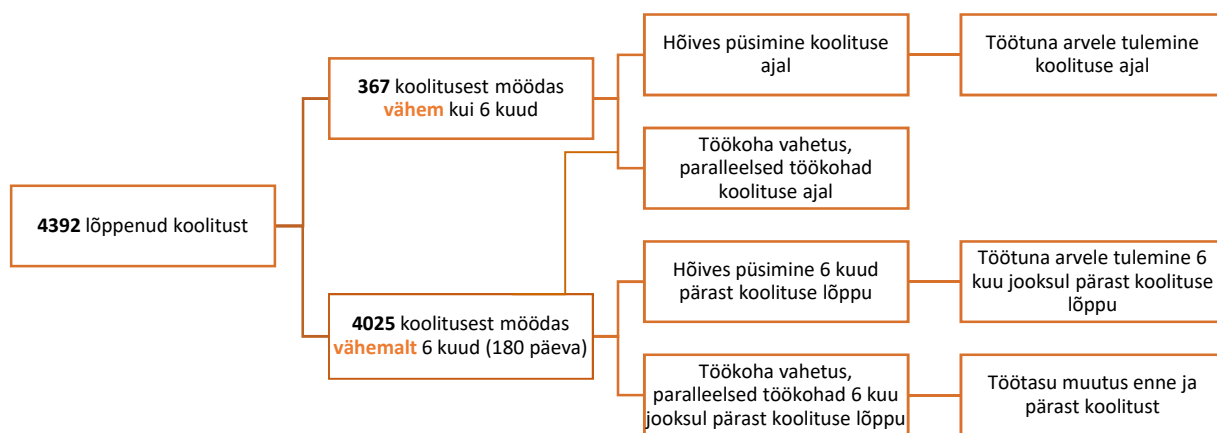 4392 lõppenud koolitust
367 koolitusest möödas
vähem kui 6 kuud
4025 koolitusest möödas
vähemalt 6 kuud (180 päeva)
Hõives püsimine koolituse
ajal
Töötuna arvele tulemine
koolituse ajal
Töökoha vahetus,
paralleelsed töökohad
koolituse ajal
Hõives püsimine 6 kuud
pärast koolituse lõppu
Töötuna arvele tulemine 6
kuu jooksul pärast koolituse
lõppu
Töökoha vahetus,
paralleelsed töökohad 6 kuu
jooksul pärast koolituse lõppu
Töötasu muutus enne ja
pärast koolitust